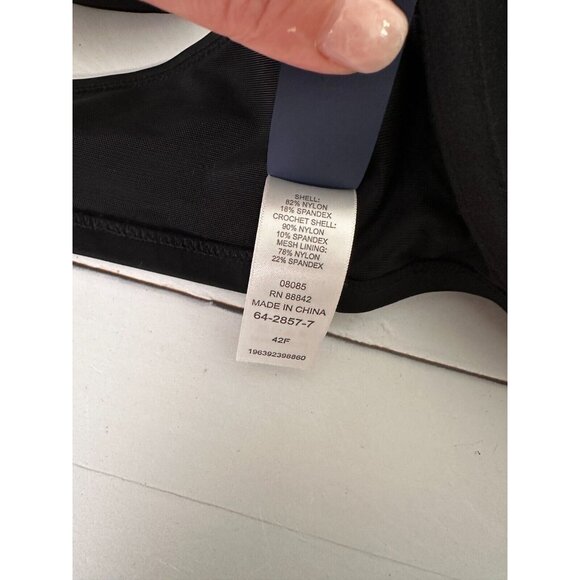 SHELL:
82% NYLON
18% SPANDEX
CROCHET SHELL:
90% NYLON
10% SPANDEX
MESH LINING:
78% NYLON
22% SPANDEX
08085
RN 88842
MADE IN CHINA
64-2857-7
42F
196392398860